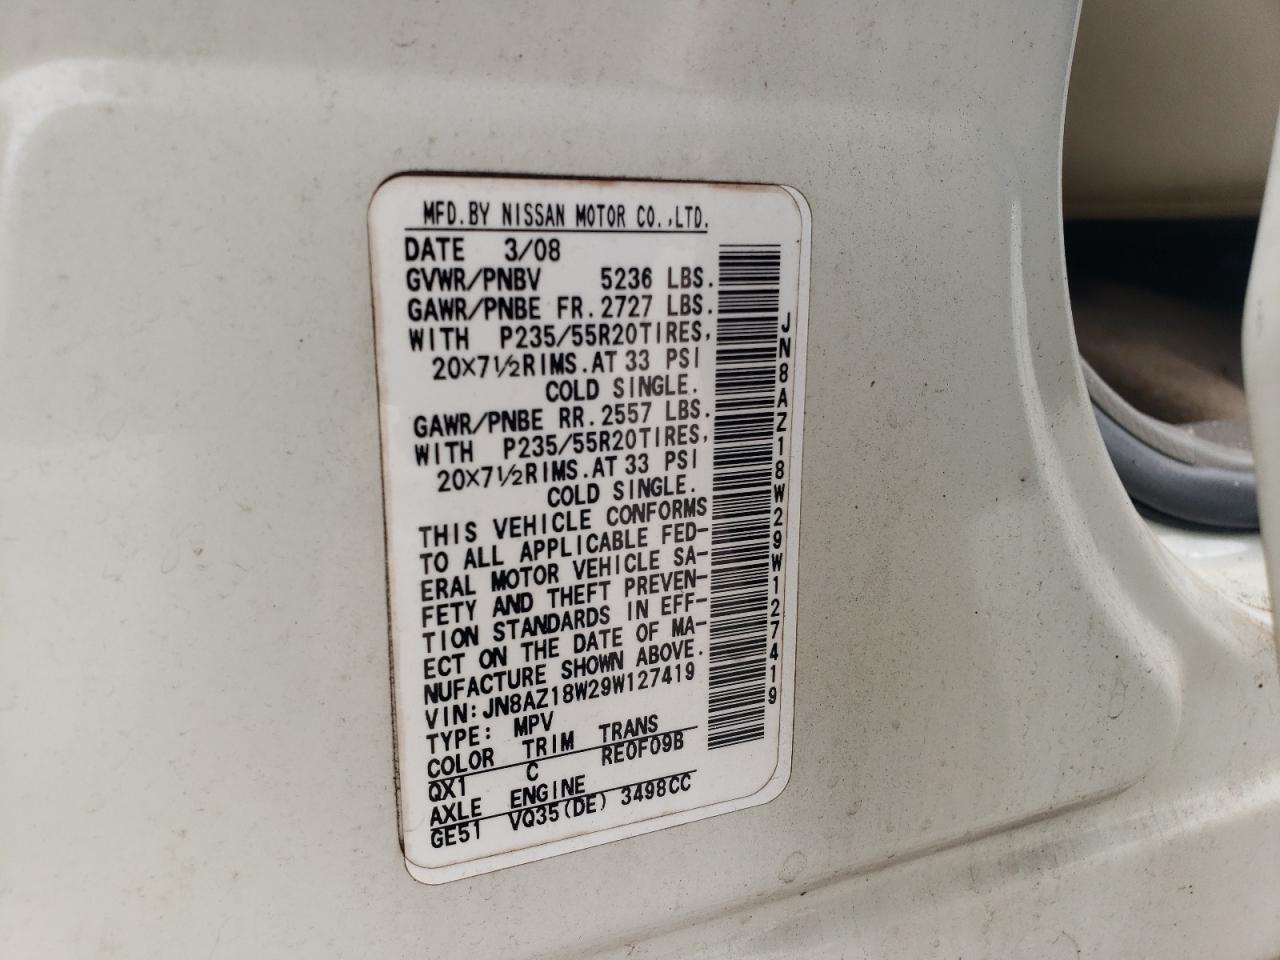 MFD.BY NISSAN MOTOR CO.,LTD.
DATE 3/08
GVWR/PNBV 5236 LBS.
GAWR/PNBE FR.2727 LBS.
WITH P235/55R20TIRES,
20×7½RIMS.AT 33 PSI
COLD SINGLE.
GAWR/PNBE RR.2557 LBS.
WITH P235/55R20TIRES,
20×7½RIMS.AT 33 PSI
COLD SINGLE.
THIS VEHICLE CONFORMS
TO ALL APPLICABLE FED-
ERAL MOTOR VEHICLE SA-
FETY AND THEFT PREVEN-
TION STANDARDS IN EFF-
ECT ON THE DATE OF MA-
NUFACTURE SHOWN ABOVE.
VIN:JN8AZ18W29W127419
TYPE: MPV
COLOR TRIM TRANS
QX1 C RE0F09B
AXLE ENGINE
GE51 VQ35(DE) 3498CC
JN8AZ18W29W127419